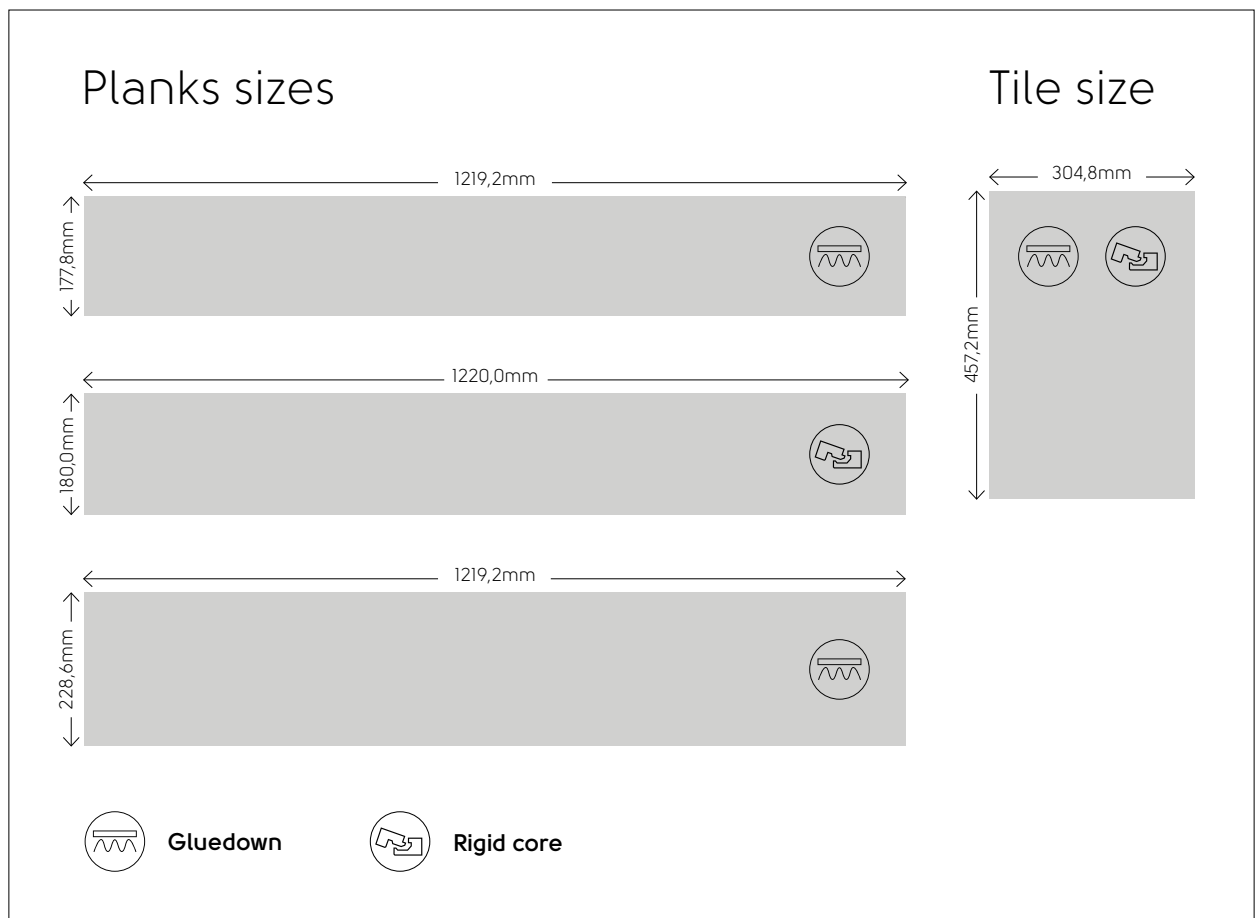 Planks sizes
Tile size
1219,2mm
177,8mm
1220,0mm
180,0mm
1219,2mm
228,6mm
304,8mm
457,2mm
Gluedown
Rigid core